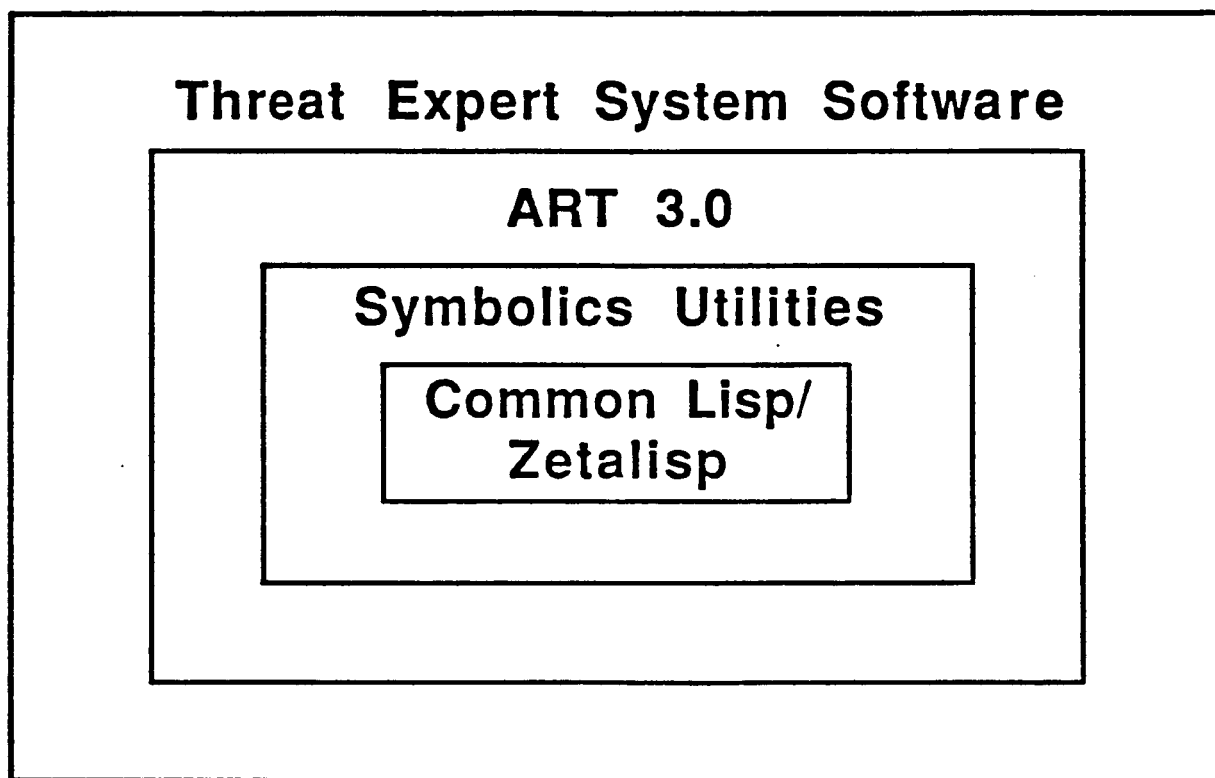 Threat Expert System Software
ART 3.0
Symbolics Utilities
Common Lisp/
Zetalisp